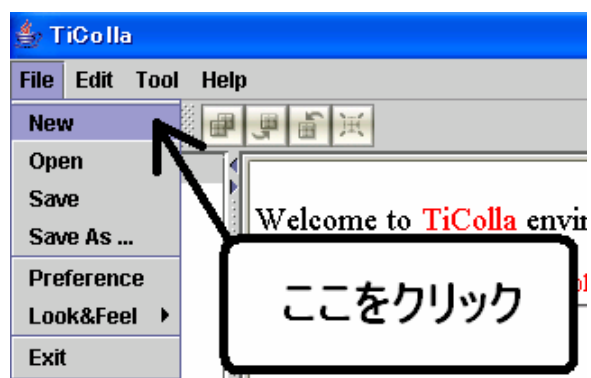 TiColla
File Edit Tool Help
New
Open
Save
Save As ...
Preference
Look&Feel
Exit
Welcome to TiColla
ここをクリック